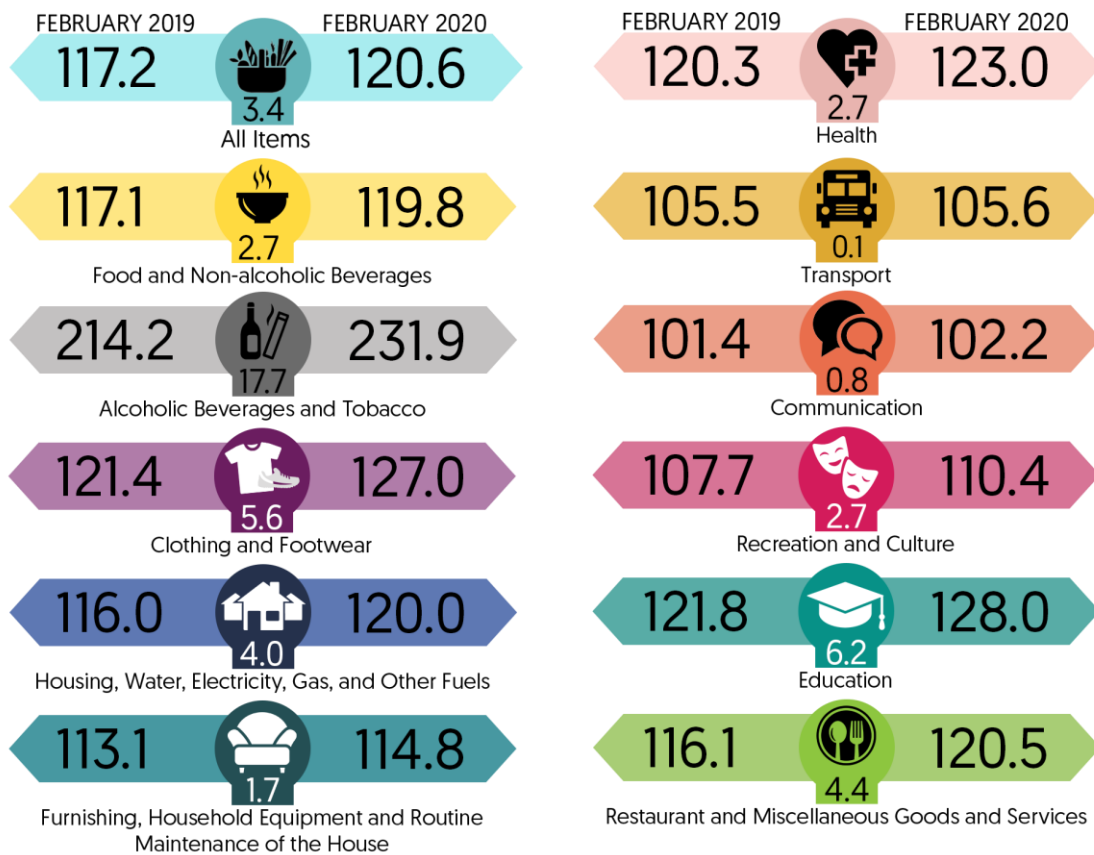 FEBRUARY 2019 FEBRUARY 2020
117.2 120.6
3.4
All Items
117.1 119.8
2.7
Food and Non-alcoholic Beverages
214.2 231.9
17.7
Alcoholic Beverages and Tobacco
121.4 127.0
5.6
Clothing and Footwear
116.0 120.0
4.0
Housing, Water, Electricity, Gas, and Other Fuels
113.1 114.8
1.7
Furnishing, Household Equipment and Routine
Maintenance of the House
FEBRUARY 2019 FEBRUARY 2020
120.3 123.0
2.7
Health
105.5 105.6
0.1
Transport
101.4 102.2
0.8
Communication
107.7 110.4
2.7
Recreation and Culture
121.8 128.0
6.2
Education
116.1 120.5
4.4
Restaurant and Miscellaneous Goods and Services